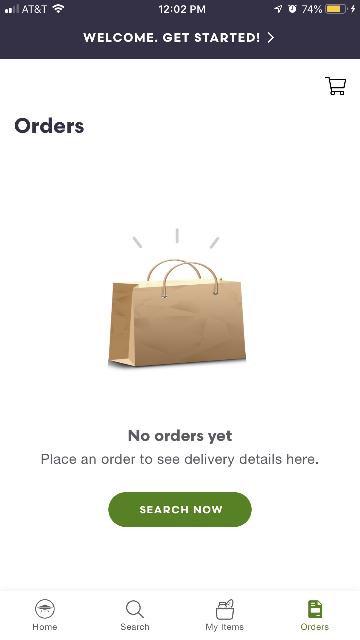 AT&T 12:02 PM 74%
WELCOME. GET STARTED!
Orders
No orders yet
Place an order to see delivery details here.
SEARCH NOW
Home Search My Items Orders